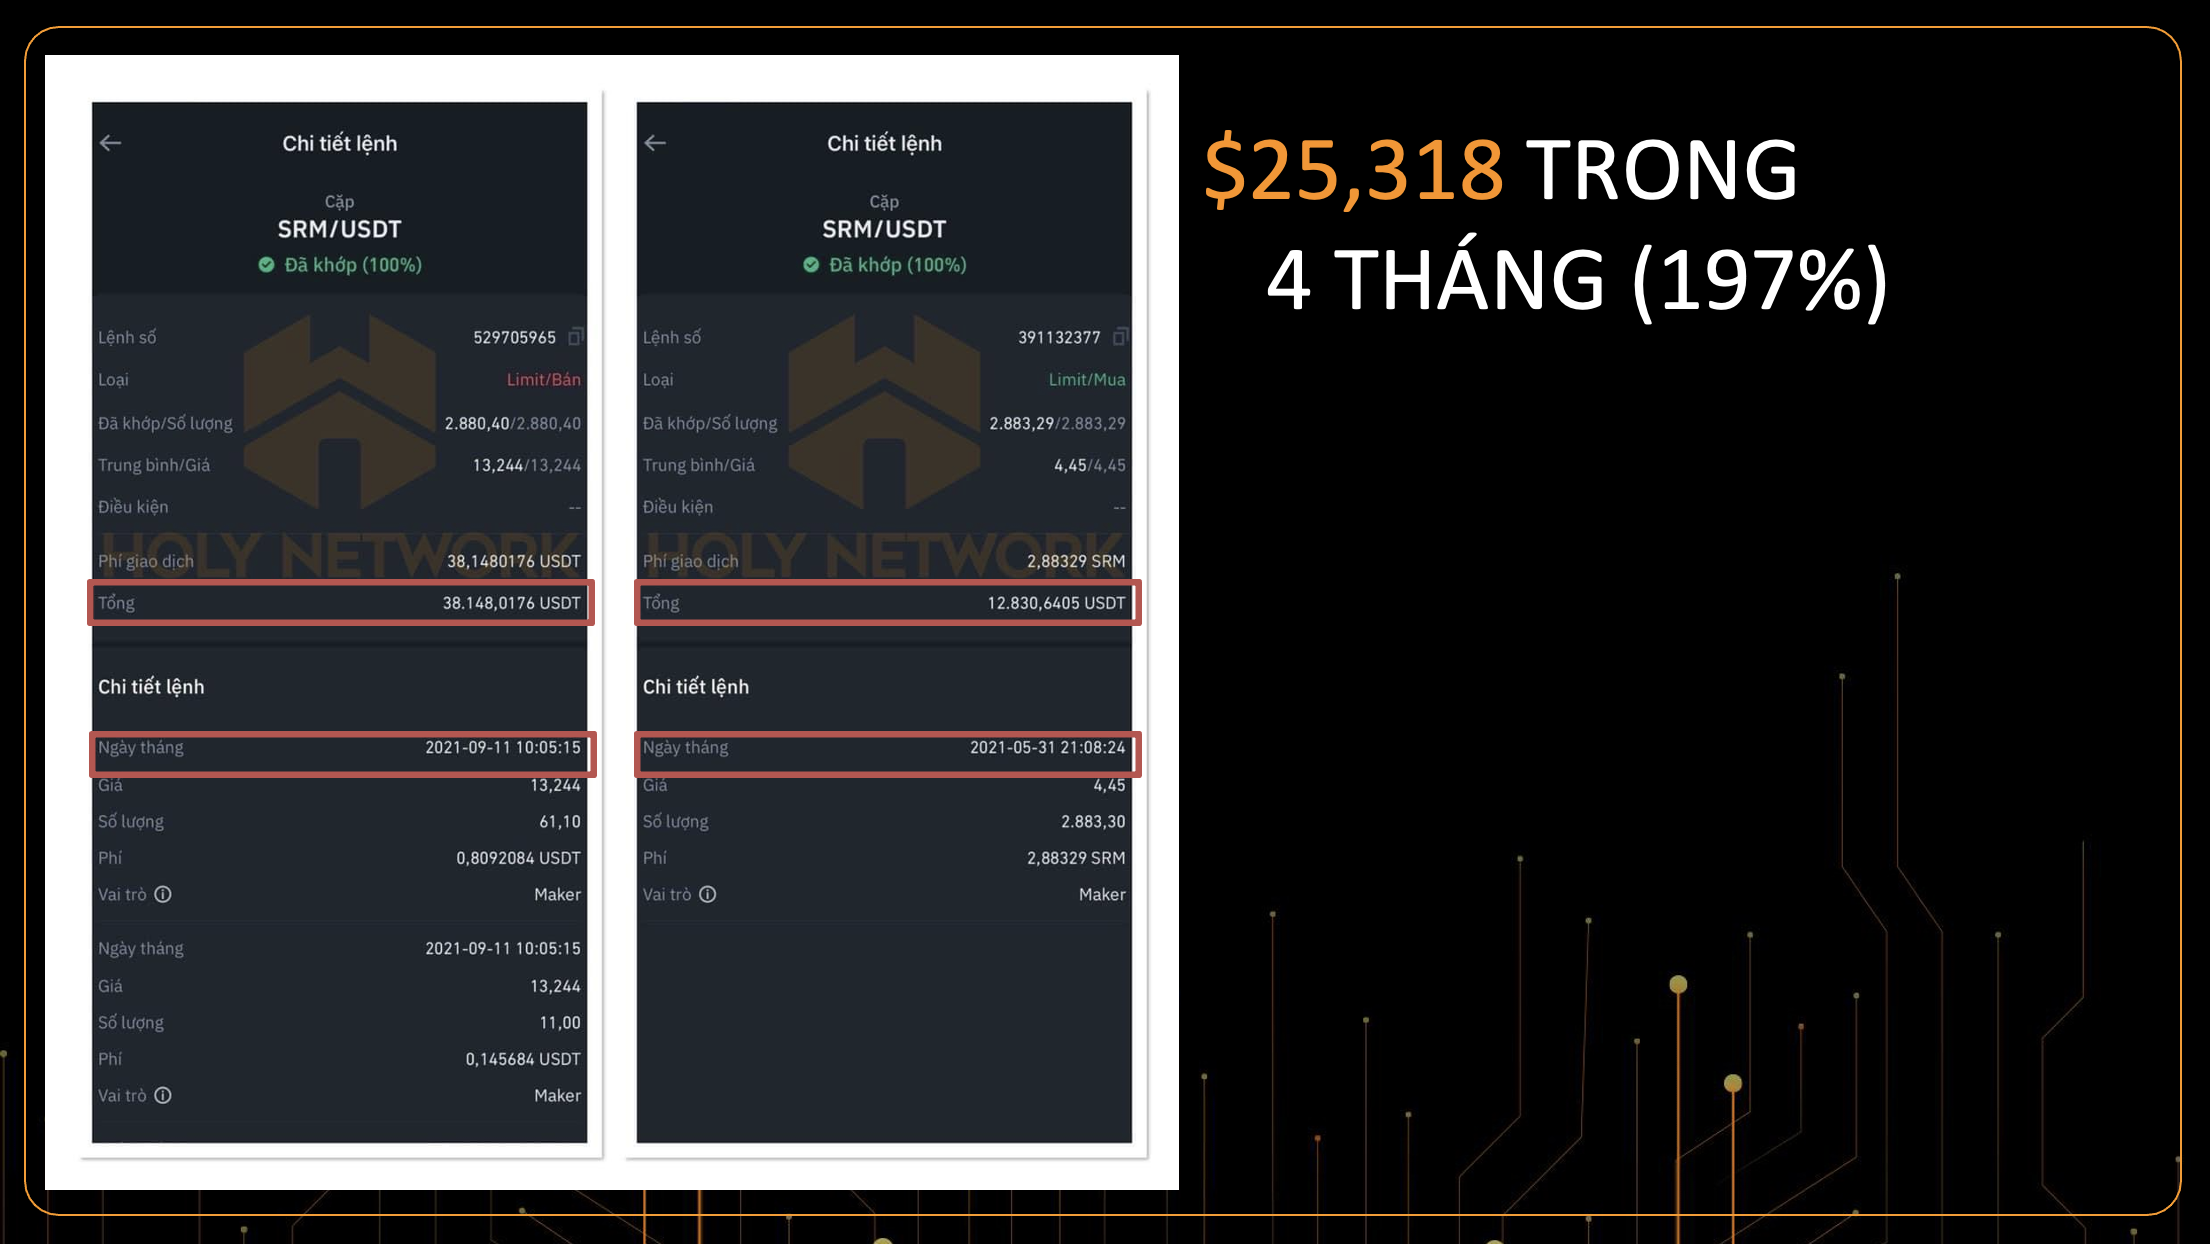 Chi tiết lệnh
Cặp
SRM/USDT
Đã khớp (100%)
Lệnh số 529705965
Loại Limit/Bán
Đã khớp/Số lượng 2.880,40/2.880,40
Trung bình/Giá 13,244/13,244
Điều kiện --
HOLY NETWORK
Phí giao dịch 38,1480176 USDT
Tổng 38.148,0176 USDT
Chi tiết lệnh
Ngày tháng 2021-09-11 10:05:15
Giá 13,244
Số lượng 61,10
Phí 0,8092084 USDT
Vai trò Maker
Ngày tháng 2021-09-11 10:05:15
Giá 13,244
Số lượng 11,00
Phí 0,145684 USDT
Vai trò Maker
Chi tiết lệnh
Cặp
SRM/USDT
Đã khớp (100%)
Lệnh số 391132377
Loại Limit/Mua
Đã khớp/Số lượng 2.883,29/2.883,29
Trung bình/Giá 4,45/4,45
Điều kiện --
HOLY NETWORK
Phí giao dịch 2,88329 SRM
Tổng 12.830,6405 USDT
Chi tiết lệnh
Ngày tháng 2021-05-31 21:08:24
Giá 4,45
Số lượng 2.883,30
Phí 2,88329 SRM
Vai trò Maker
$25,318 TRONG
4 THÁNG (197%)